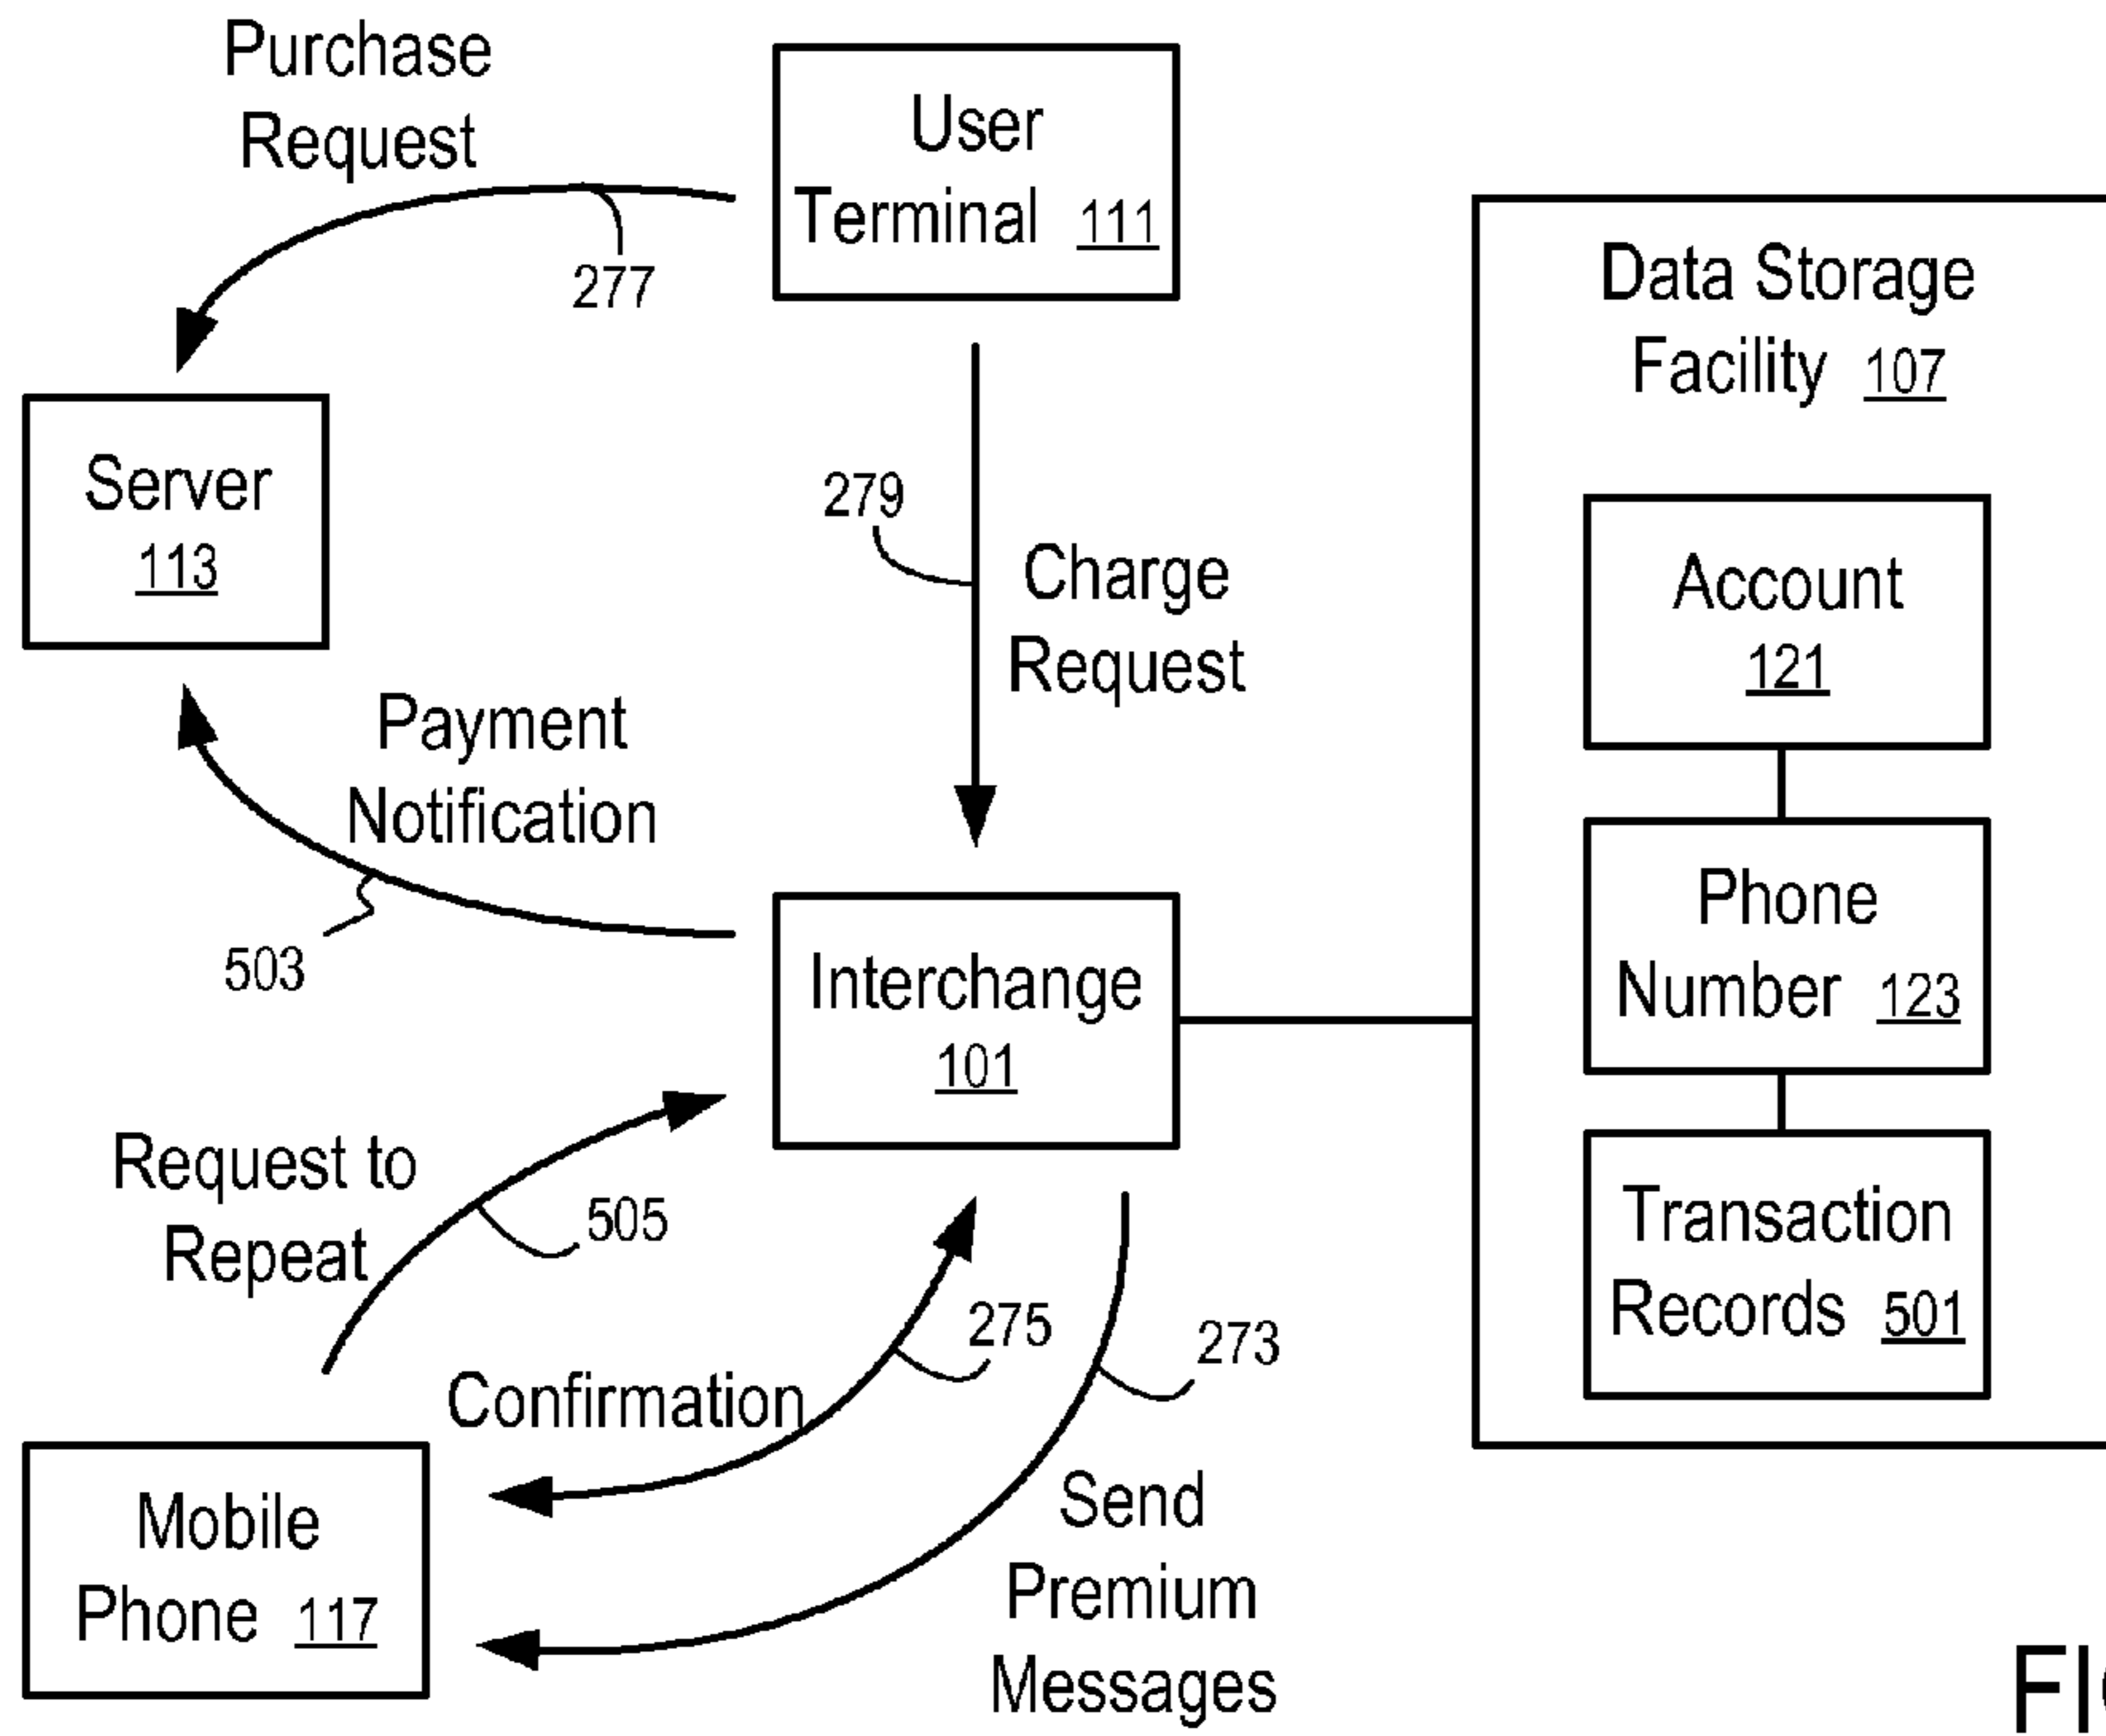 Purchase
Request
277
User
Terminal 111
Server
113
279
Charge
Request
Payment
Notification
503
Interchange
101
Request to
Repeat
505
Confirmation
275
273
Send
Premium
Messages
Mobile
Phone 117
Data Storage
Facility 107
Account
121
Phone
Number 123
Transaction
Records 501